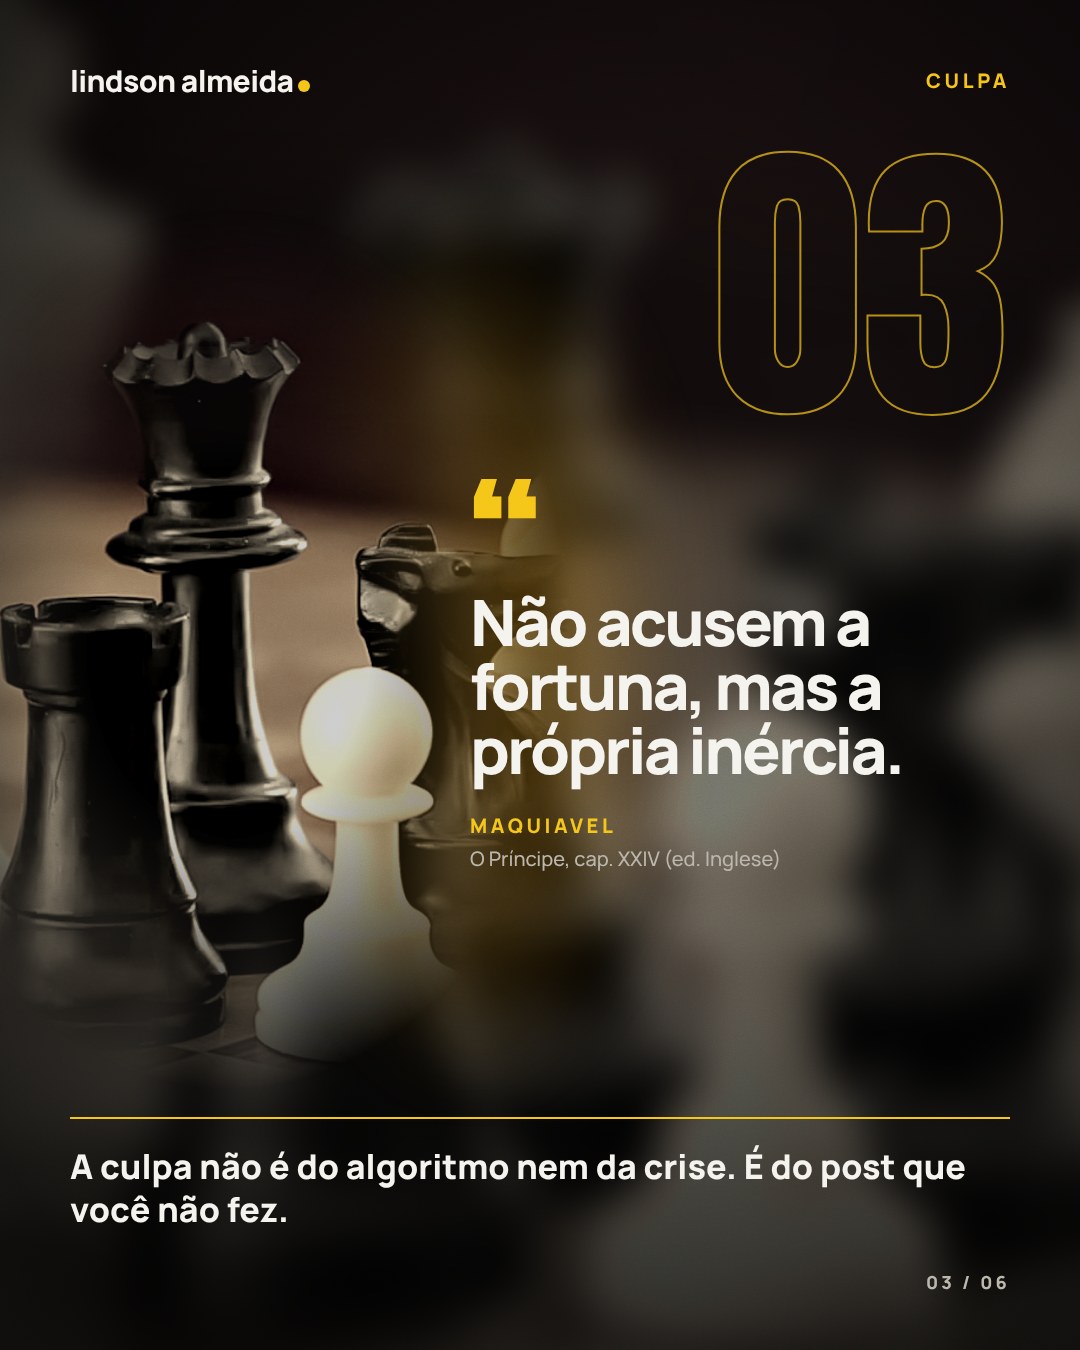 lindson almeida
CULPA
03
❝
Não acusem a
fortuna, mas a
própria inércia.
MAQUIAVEL
O Príncipe, cap. XXIV (ed. Inglese)
A culpa não é do algoritmo nem da crise. É do post que
você não fez.
03 / 06